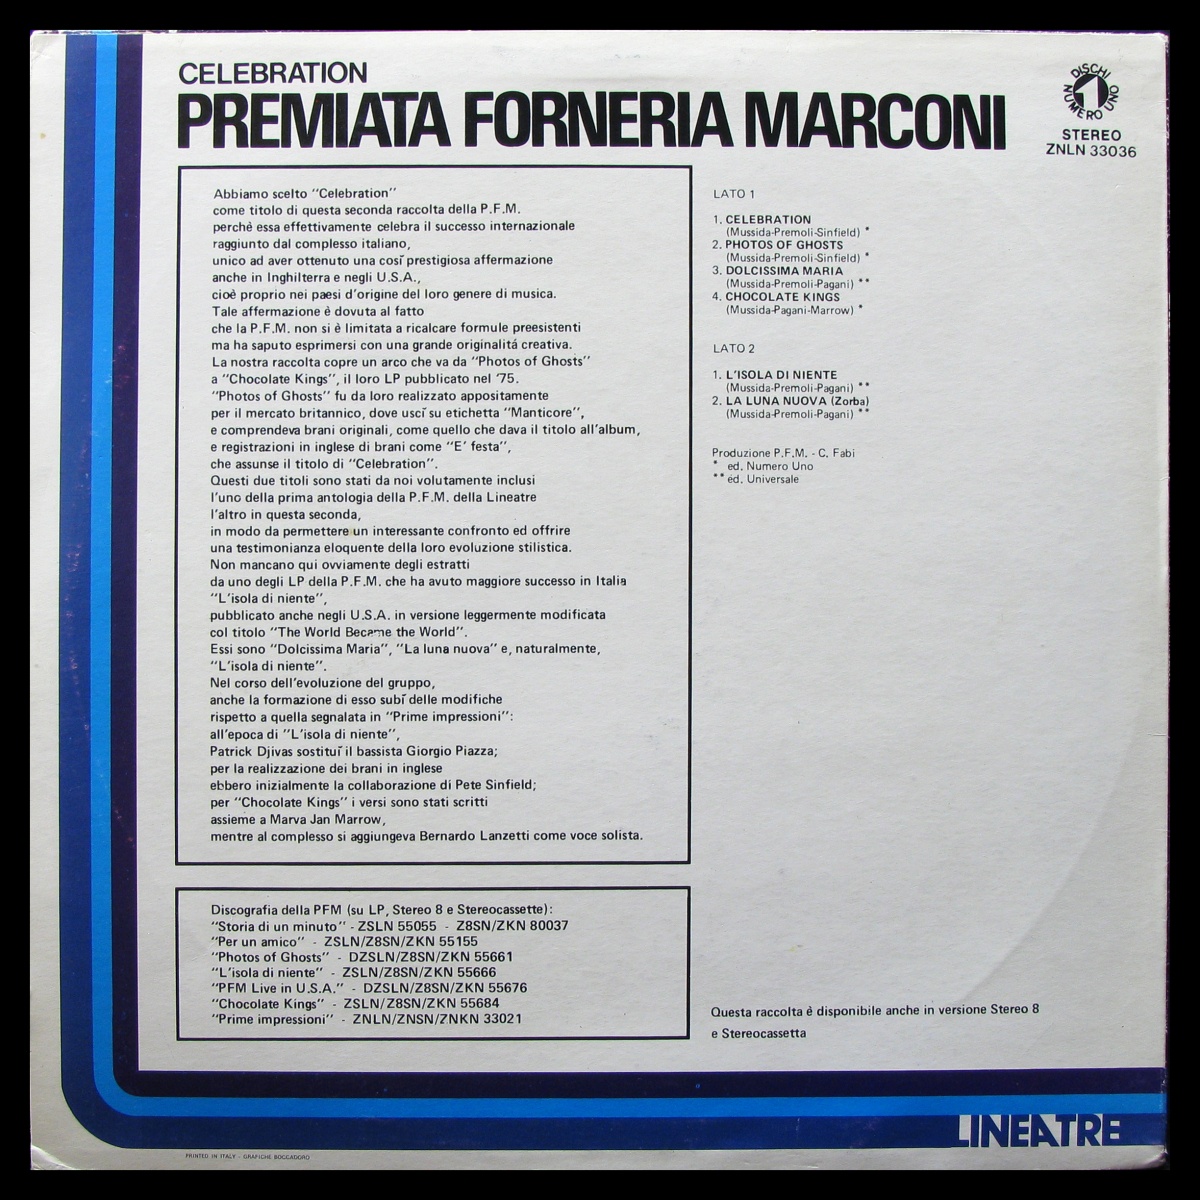 CELEBRATION
PREMIATA FORNERIA MARCONI
DISCHI NUMERO UNO
1
STEREO
ZNLN 33036
Abbiamo scelto "Celebration"
come titolo di questa seconda raccolta della P.F.M.
perchè essa effettivamente celebra il successo internazionale
raggiunto dal complesso italiano,
unico ad aver ottenuto una così prestigiosa affermazione
anche in Inghilterra e negli U.S.A.,
cioè proprio nei paesi d'origine del loro genere di musica.
Tale affermazione è dovuta al fatto
che la P.F.M. non si è limitata a ricalcare formule preesistenti
ma ha saputo esprimersi con una grande originalitá creativa.
La nostra raccolta copre un arco che va da "Photos of Ghosts"
a "Chocolate Kings", il loro LP pubblicato nel '75.
"Photos of Ghosts" fu da loro realizzato appositamente
per il mercato britannico, dove uscí su etichetta "Manticore",
e comprendeva brani originali, come quello che dava il titolo all'album,
e registrazioni in inglese di brani come "E' festa",
che assunse il titolo di "Celebration".
Questi due titoli sono stati da noi volutamente inclusi
l'uno della prima antologia della P.F.M. della Lineatre
l'altro in questa seconda,
in modo da permettere un interessante confronto ed offrire
una testimonianza eloquente della loro evoluzione stilistica.
Non mancano qui ovviamente degli estratti
da uno degli LP della P.F.M. che ha avuto maggiore successo in Italia
"L'isola di niente",
pubblicato anche negli U.S.A. in versione leggermente modificata
col titolo "The World Became the World".
Essi sono "Dolcissima Maria", "La luna nuova" e, naturalmente,
"L'isola di niente".
Nel corso dell'evoluzione del gruppo,
anche la formazione di esso subí delle modifiche
rispetto a quella segnalata in "Prime impressioni":
all'epoca di "L'isola di niente",
Patrick Djivas sostituí il bassista Giorgio Piazza;
per la realizzazione dei brani in inglese
ebbero inizialmente la collaborazione di Pete Sinfield;
per "Chocolate Kings" i versi sono stati scritti
assieme a Marva Jan Marrow,
mentre al complesso si aggiungeva Bernardo Lanzetti come voce solista.
LATO 1
1. CELEBRATION
(Mussida-Premoli-Sinfield) *
2. PHOTOS OF GHOSTS
(Mussida-Premoli-Sinfield) *
3. DOLCISSIMA MARIA
(Mussida-Premoli-Pagani) **
4. CHOCOLATE KINGS
(Mussida-Pagani-Marrow) *
LATO 2
1. L'ISOLA DI NIENTE
(Mussida-Premoli-Pagani) **
2. LA LUNA NUOVA (Zorba)
(Mussida-Premoli-Pagani) **
Produzione P.F.M. - C. Fabi
* ed. Numero Uno
** ed. Universale
Discografia della PFM (su LP, Stereo 8 e Stereocassette):
"Storia di un minuto" - ZSLN 55055 - Z8SN/ZKN 80037
"Per un amico" - ZSLN/Z8SN/ZKN 55155
"Photos of Ghosts" - DZSLN/Z8SN/ZKN 55661
"L'isola di niente" - ZSLN/Z8SN/ZKN 55666
"PFM Live in U.S.A." - DZSLN/Z8SN/ZKN 55676
"Chocolate Kings" - ZSLN/Z8SN/ZKN 55684
"Prime impressioni" - ZNLN/ZNSN/ZNKN 33021
Questa raccolta è disponibile anche in versione Stereo 8
e Stereocassetta
LINEATRE
PRINTED IN ITALY - GRAFICHE BOCCADORO